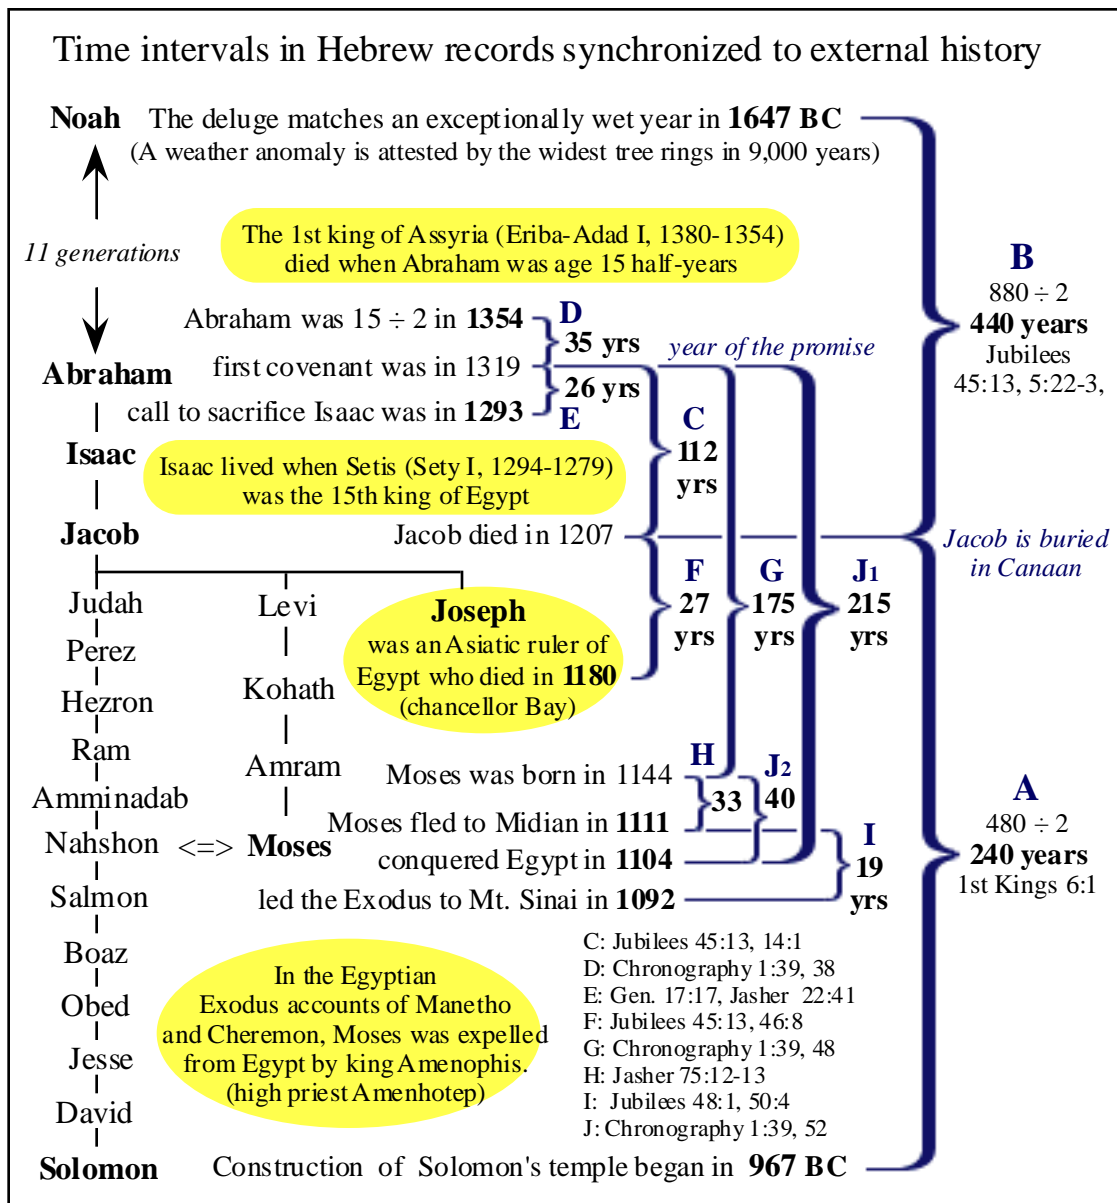 Time intervals in Hebrew records synchronized to external history
Noah The deluge matches an exceptionally wet year in 1647 BC
(A weather anomaly is attested by the widest tree rings in 9,000 years)
11 generations
The 1st king of Assyria (Eriba-Adad I, 1380-1354)
died when Abraham was age 15 half-years
B
880 ÷ 2
440 years
Jubilees
45:13, 5:22-3,
Abraham was 15 ÷ 2 in 1354
D
35 yrs
year of the promise
Abraham
first covenant was in 1319
26 yrs
call to sacrifice Isaac was in 1293
E
C
112
yrs
Isaac
Isaac lived when Setis (Sety I, 1294-1279)
was the 15th king of Egypt
Jacob
Jacob died in 1207
Jacob is buried
in Canaan
F
27
yrs
G
175
yrs
J1
215
yrs
Judah
Perez
Hezron
Ram
Amminadab
Nahshon
<=>
Moses
Levi
Kohath
Amram
Joseph
was an Asiatic ruler of
Egypt who died in 1180
(chancellor Bay)
Moses was born in 1144
H
33
J2
40
Moses fled to Midian in 1111
conquered Egypt in 1104
led the Exodus to Mt. Sinai in 1092
I
19
yrs
A
480 ÷ 2
240 years
1st Kings 6:1
Salmon
Boaz
Obed
Jesse
David
Solomon
In the Egyptian
Exodus accounts of Manetho
and Cheremon, Moses was expelled
from Egypt by king Amenophis.
(high priest Amenhotep)
C: Jubilees 45:13, 14:1
D: Chronography 1:39, 38
E: Gen. 17:17, Jasher 22:41
F: Jubilees 45:13, 46:8
G: Chronography 1:39, 48
H: Jasher 75:12-13
I: Jubilees 48:1, 50:4
J: Chronography 1:39, 52
Construction of Solomon's temple began in 967 BC